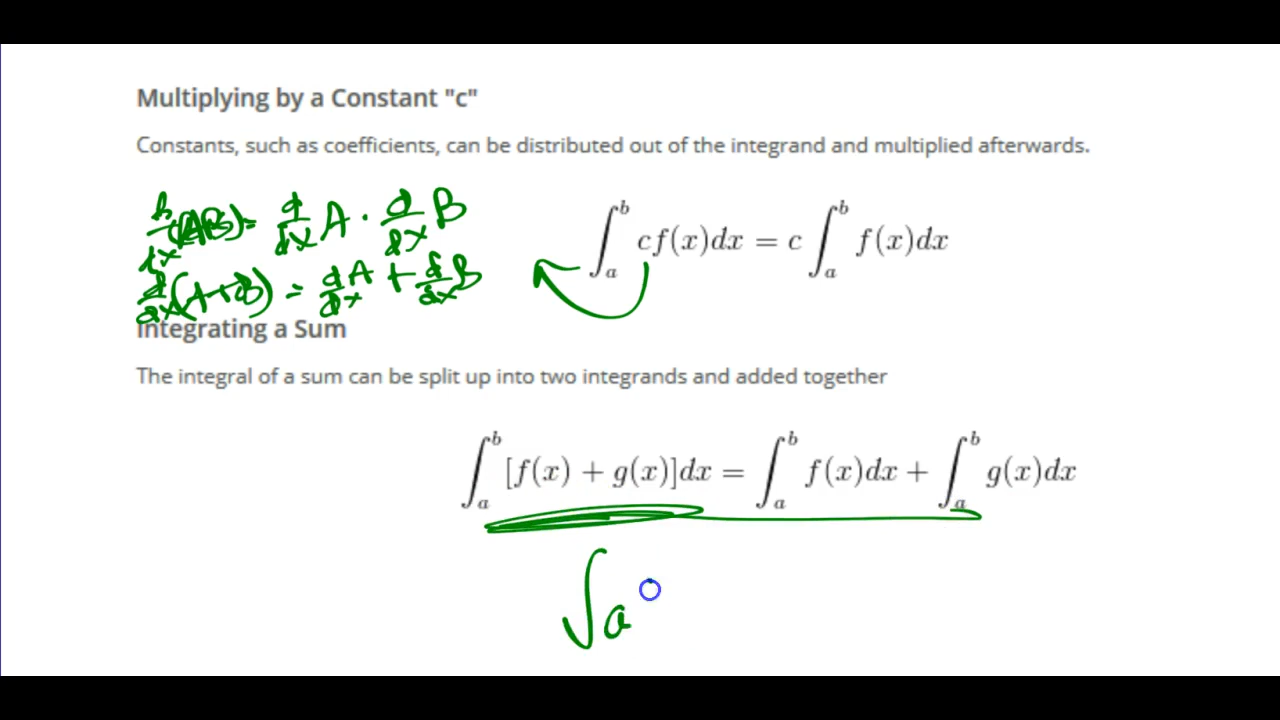 Multiplying by a Constant "c"
Constants, such as coefficients, can be distributed out of the integrand and multiplied afterwards.
d/dx (AB) = d/dx A · d/dx B
∫_a^b cf(x)dx = c ∫_a^b f(x)dx
d/dx (A+B) = d/dx A + d/dx B
Integrating a Sum
The integral of a sum can be split up into two integrands and added together
∫_a^b [f(x) + g(x)]dx = ∫_a^b f(x)dx + ∫_a^b g(x)dx
∫a